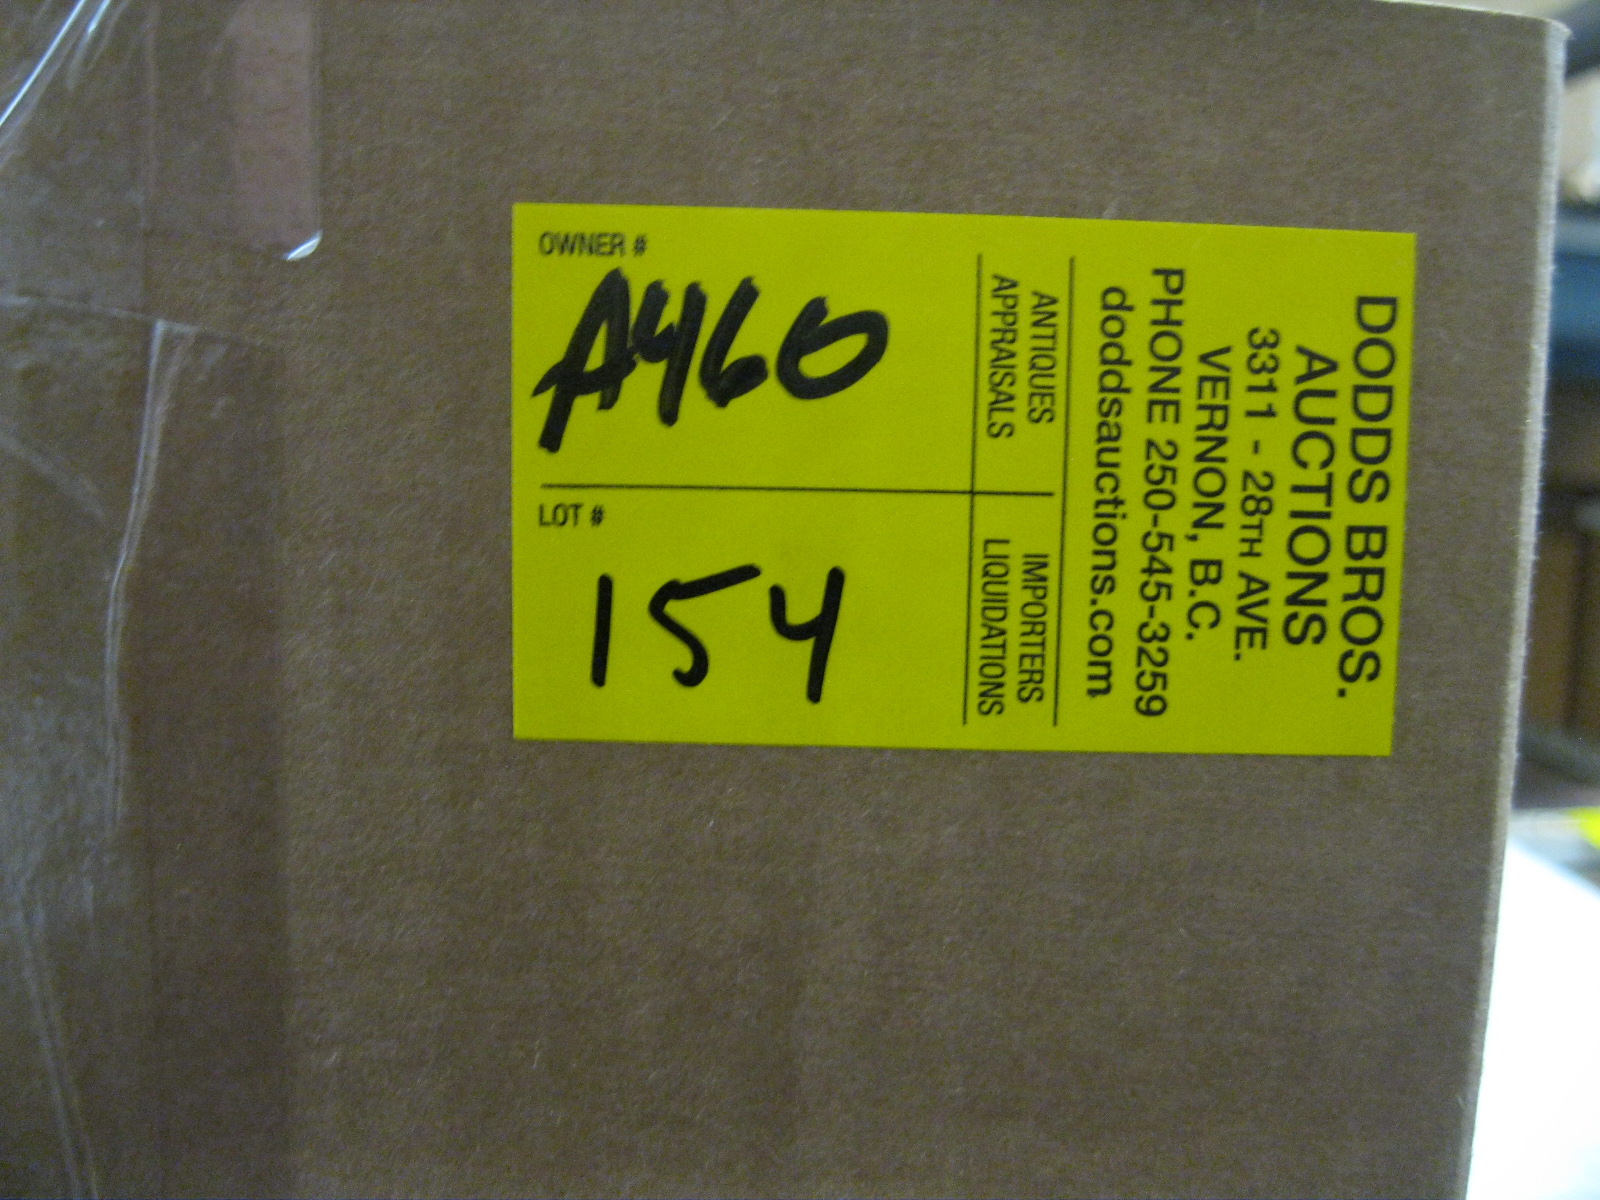 OWNER #
A460
LOT #
154
DODDS BROS.
AUCTIONS
3311 - 28TH AVE.
VERNON, B.C.
PHONE 250-545-3259
doddsauctions.com
ANTIQUES
APPRAISALS
IMPORTERS
LIQUIDATIONS